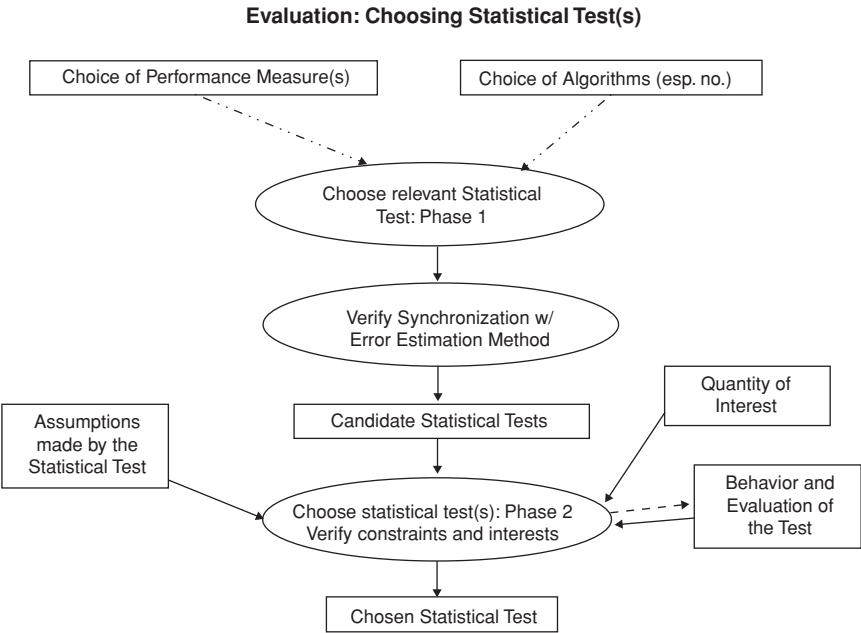 Evaluation: Choosing Statistical Test(s)
Choice of Performance Measure(s)
Choice of Algorithms (esp. no.)
Choose relevant Statistical
Test: Phase 1
Verify Synchronization w/
Error Estimation Method
Quantity of
Interest
Assumptions
made by the
Statistical Test
Candidate Statistical Tests
Behavior and
Evaluation of
the Test
Choose statistical test(s): Phase 2
Verify constraints and interests
Chosen Statistical Test